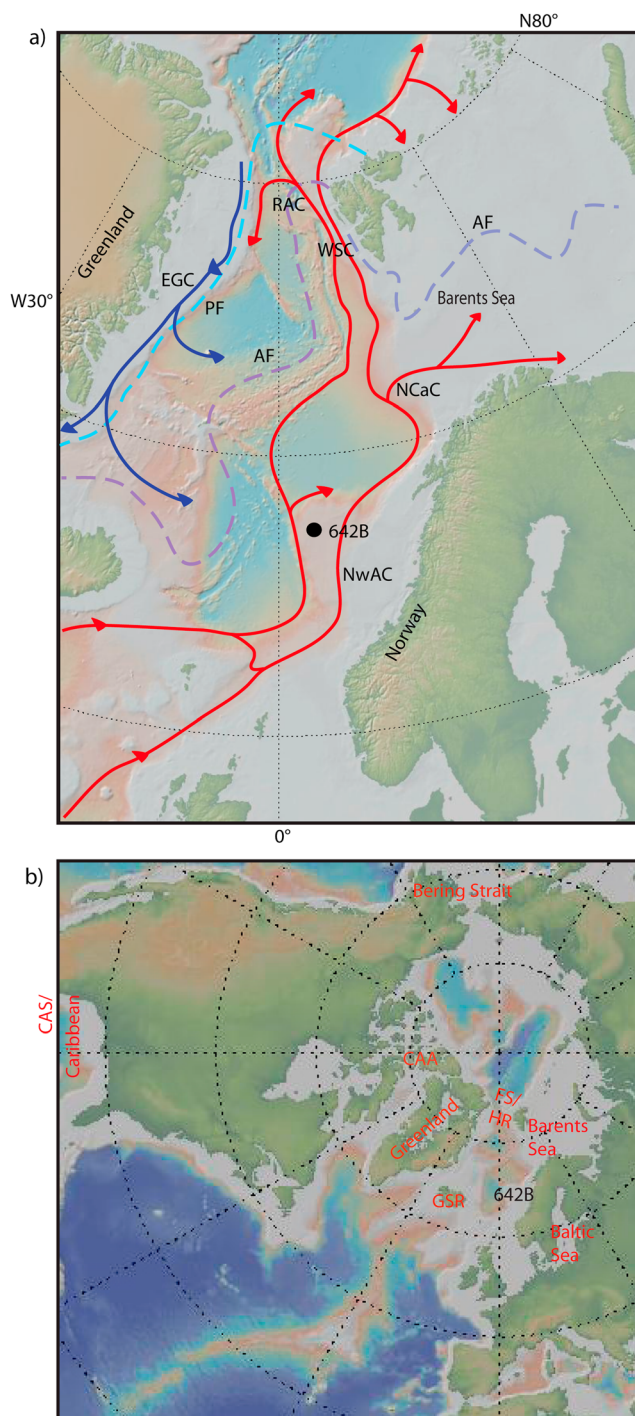 N80°
a)
Greenland
RAC
AF
WSC
EGC
Barents Sea
W30°
PF
AF
NCaC
642B
NwAC
Norway
0°
b)
Bering Strait
CAS/
Caribbean
CAA
FS/
HR
Greenland
Barents
Sea
642B
GSR
Baltic
Sea